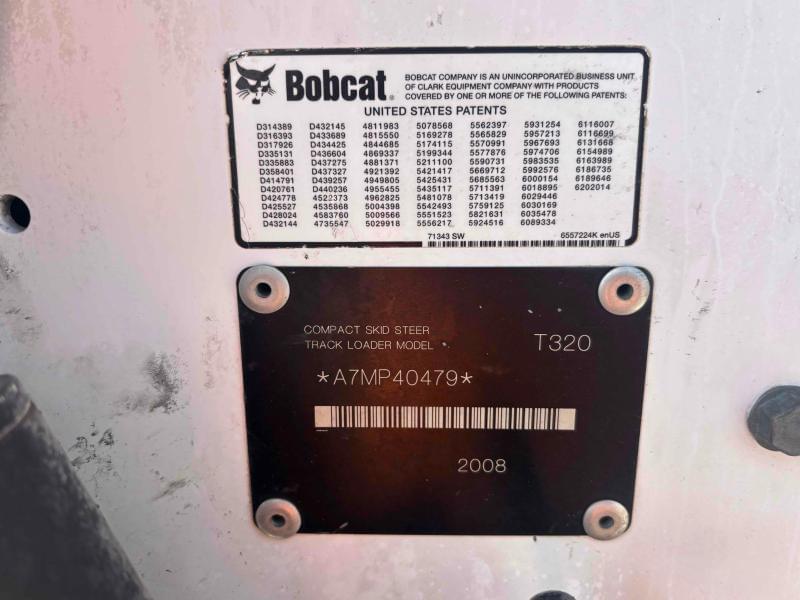 Bobcat®
BOBCAT COMPANY IS AN UNINCORPORATED BUSINESS UNIT
OF CLARK EQUIPMENT COMPANY WITH PRODUCTS
COVERED BY ONE OR MORE OF THE FOLLOWING PATENTS:
UNITED STATES PATENTS
D314389 D432145 4811983 5078568 5562397 5931254 6116007
D316393 D433689 4815550 5169278 5565829 5957213 6116699
D317926 D434425 4844685 5174115 5570991 5967693 6131668
D335131 D436604 4869337 5199344 5577876 5974706 6154989
D335883 D437275 4881371 5211100 5590731 5983535 6163989
D358401 D437327 4921392 5421417 5669712 5992576 6186735
D414791 D439257 4949805 5425431 5685563 6000154 6189646
D420761 D440236 4955455 5435117 5711391 6018895 6202014
D424778 4522373 4962825 5481078 5713419 6029446
D425527 4535868 5004398 5542493 5759125 6030169
D428024 4583760 5009566 5551523 5821631 6035478
D432144 4735547 5029918 5556217 5924516 6089334
71343 SW 6557224K enUS
COMPACT SKID STEER
TRACK LOADER MODEL T320
*A7MP40479*
2008